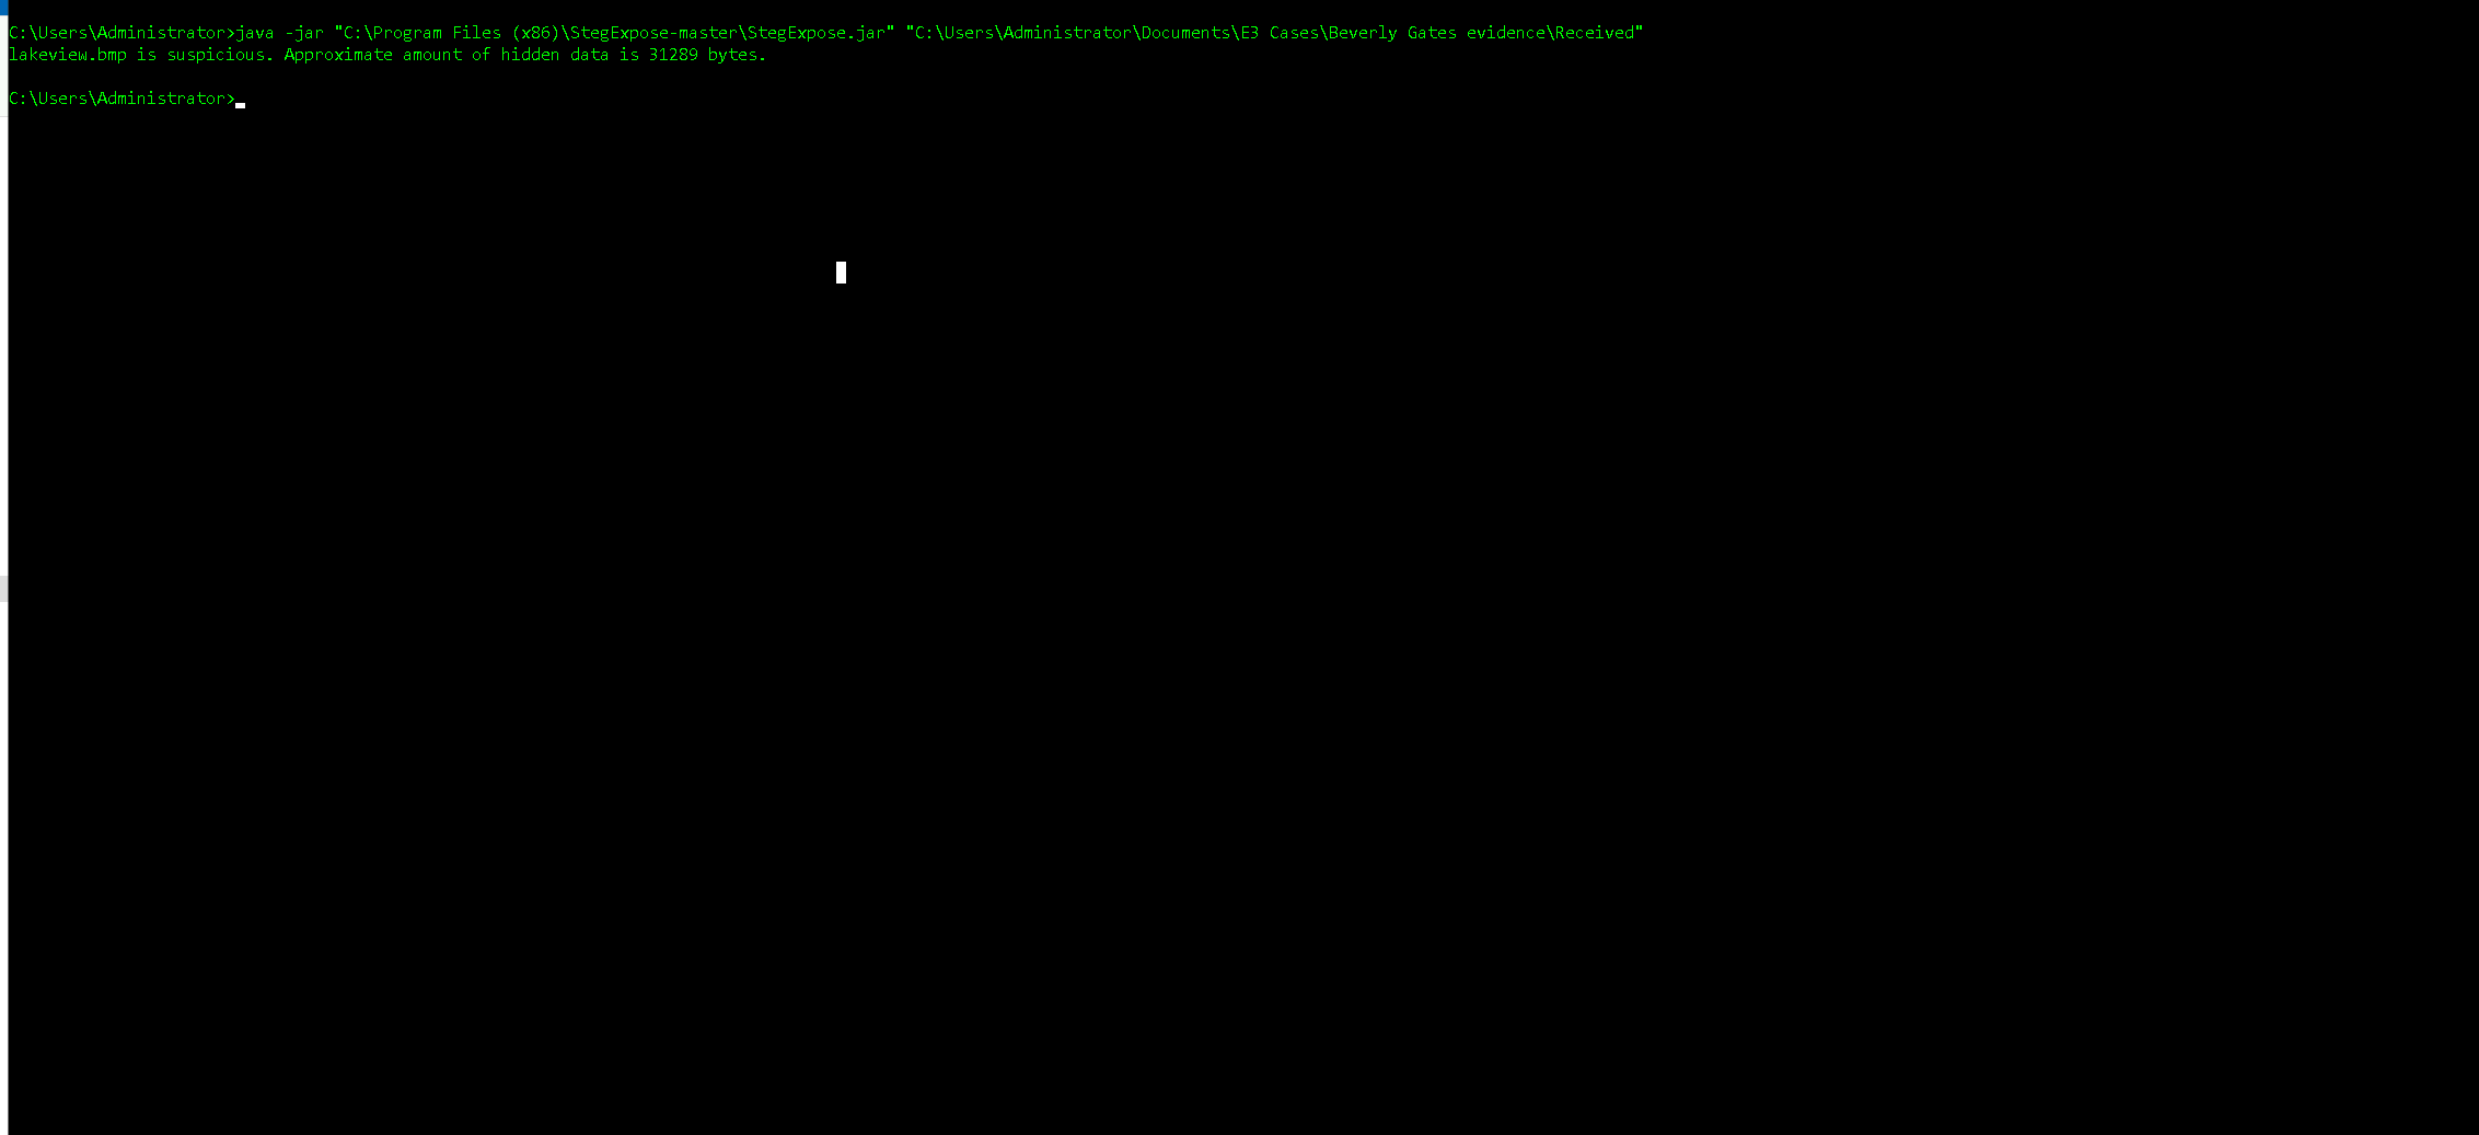 C:\Users\Administrator>java -jar "C:\Program Files (x86)\StegExpose-master\StegExpose.jar" "C:\Users\Administrator\Documents\E3 Cases\Beverly Gates evidence\Received"
lakeview.bmp is suspicious. Approximate amount of hidden data is 31289 bytes.
C:\Users\Administrator>